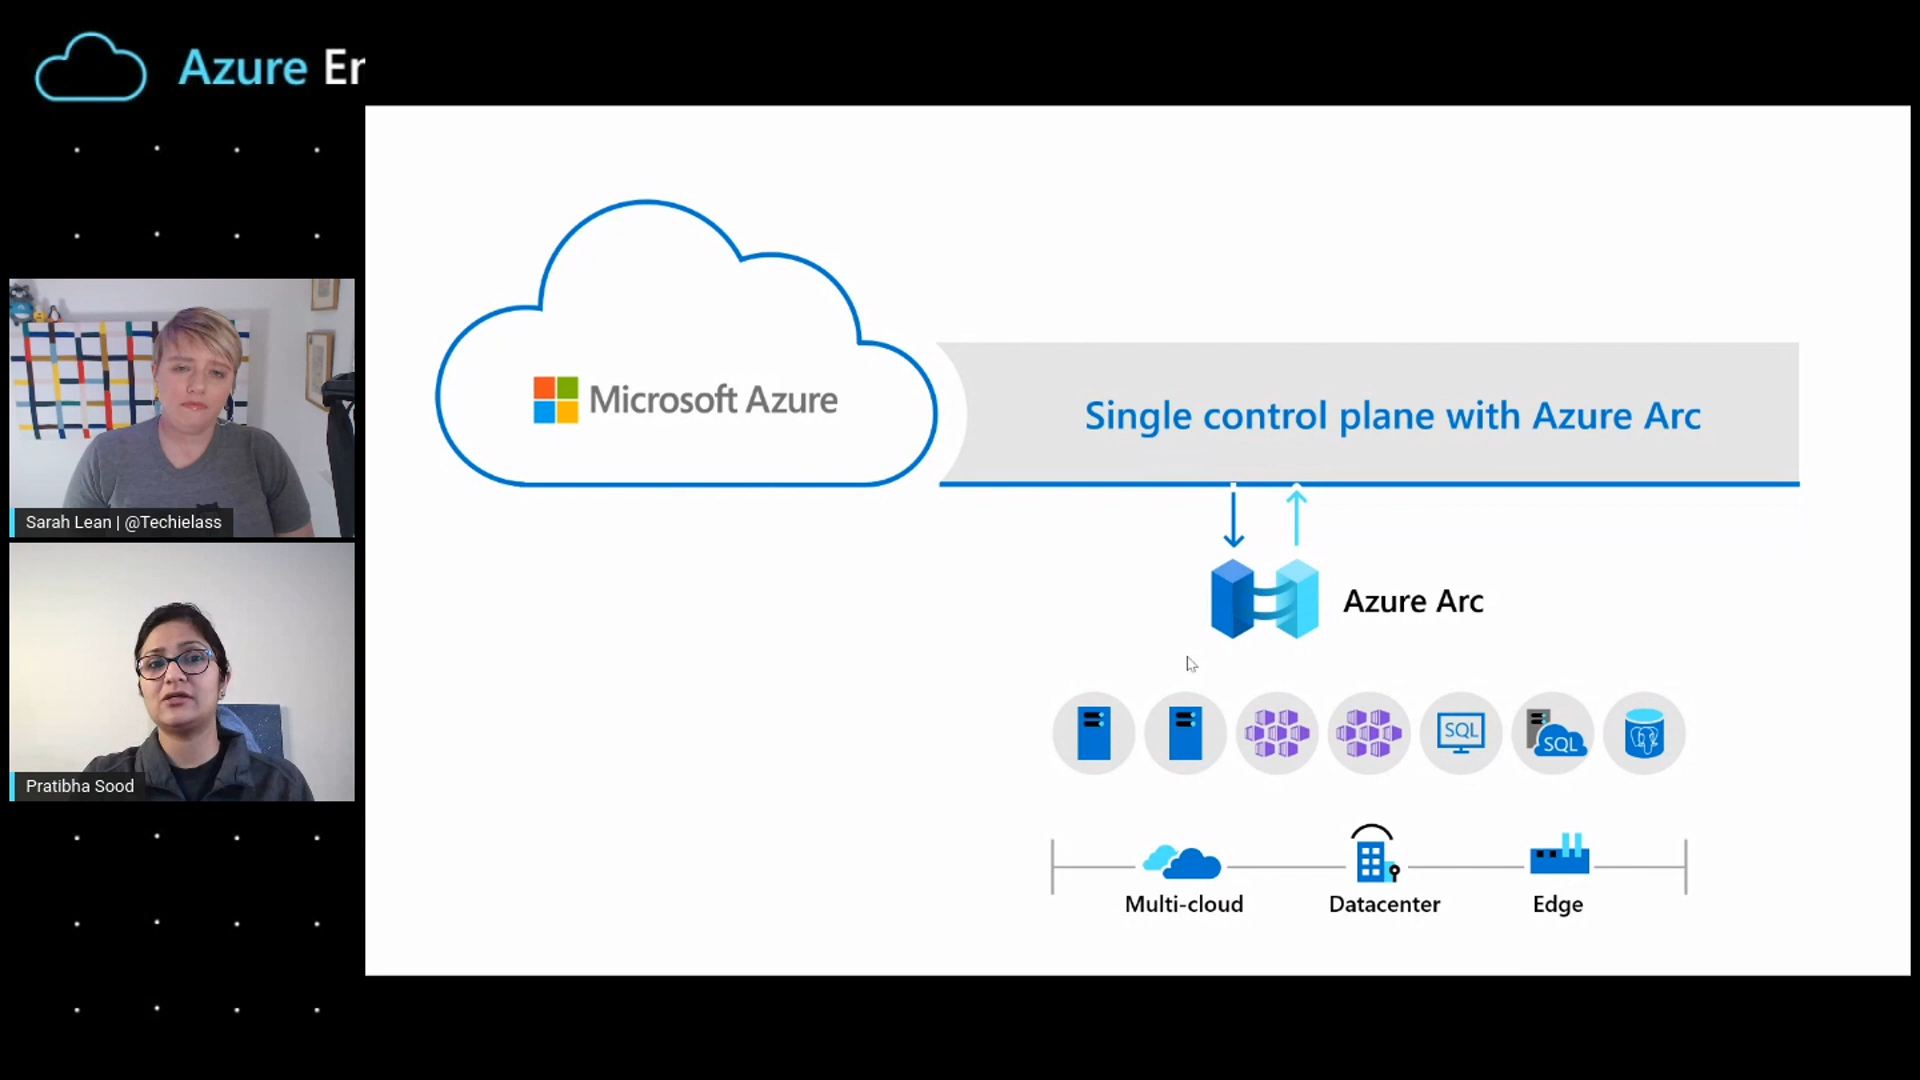 Azure Er
Microsoft Azure
Single control plane with Azure Arc
Azure Arc
SQL
SQL
Multi-cloud
Datacenter
Edge
Sarah Lean | @Techielass
Pratibha Sood